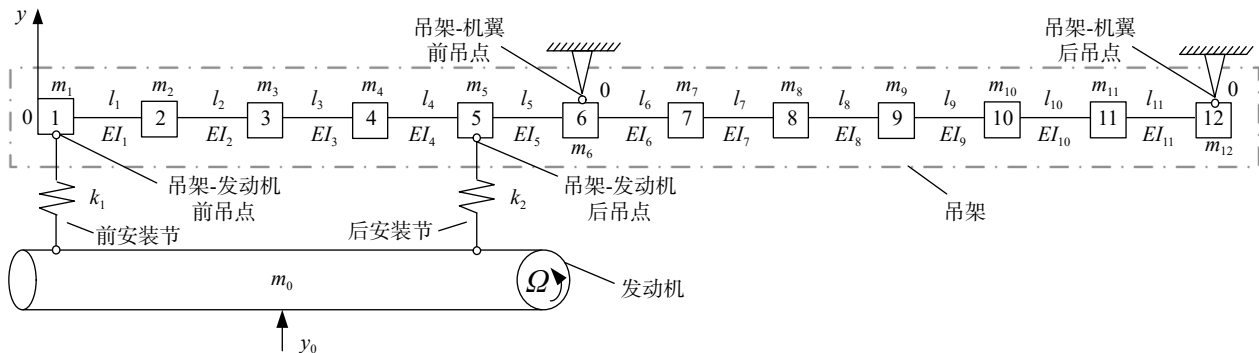 y
吊架-机翼
前吊点
吊架-机翼
后吊点
0
0
m₁ m₂ m₃ m₄ m₅ m₇ m₈ m₉ m₁₀ m₁₁
l₁ l₂ l₃ l₄ l₅ l₆ l₇ l₈ l₉ l₁₀ l₁₁
0 1 2 3 4 5 6 7 8 9 10 11 12
EI₁ EI₂ EI₃ EI₄ EI₅ EI₆ EI₇ EI₈ EI₉ EI₁₀ EI₁₁
m₆ m₁₂
k₁
吊架-发动机
前吊点
k₂
吊架-发动机
后吊点
吊架
前安装节
后安装节
m₀
Ω
发动机
y₀